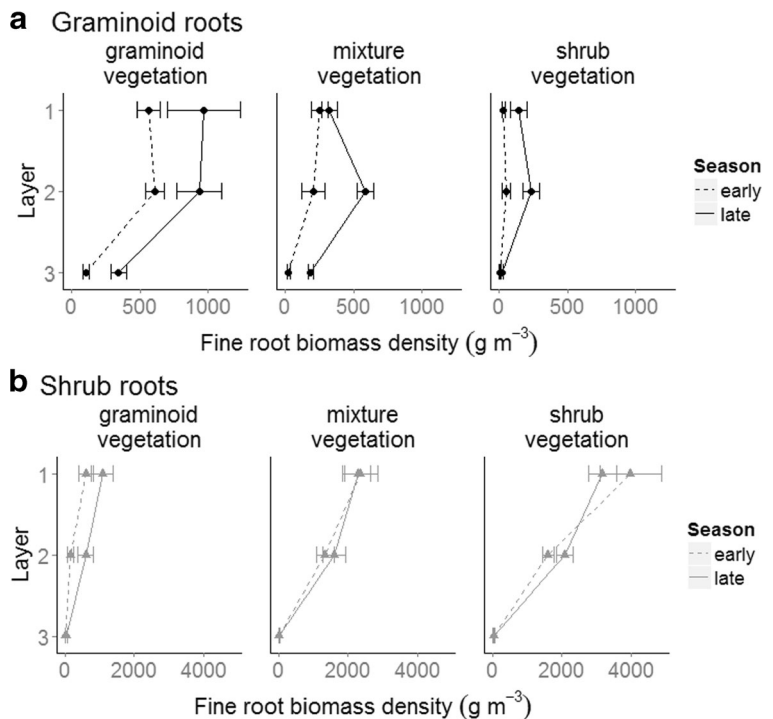 a Graminoid roots
graminoid vegetation
mixture vegetation
shrub vegetation
Layer
1
2
3
0 500 1000
0 500 1000
0 500 1000
Fine root biomass density (g m⁻³)
Season
early
late
b Shrub roots
graminoid vegetation
mixture vegetation
shrub vegetation
Layer
1
2
3
0 2000 4000
0 2000 4000
0 2000 4000
Fine root biomass density (g m⁻³)
Season
early
late